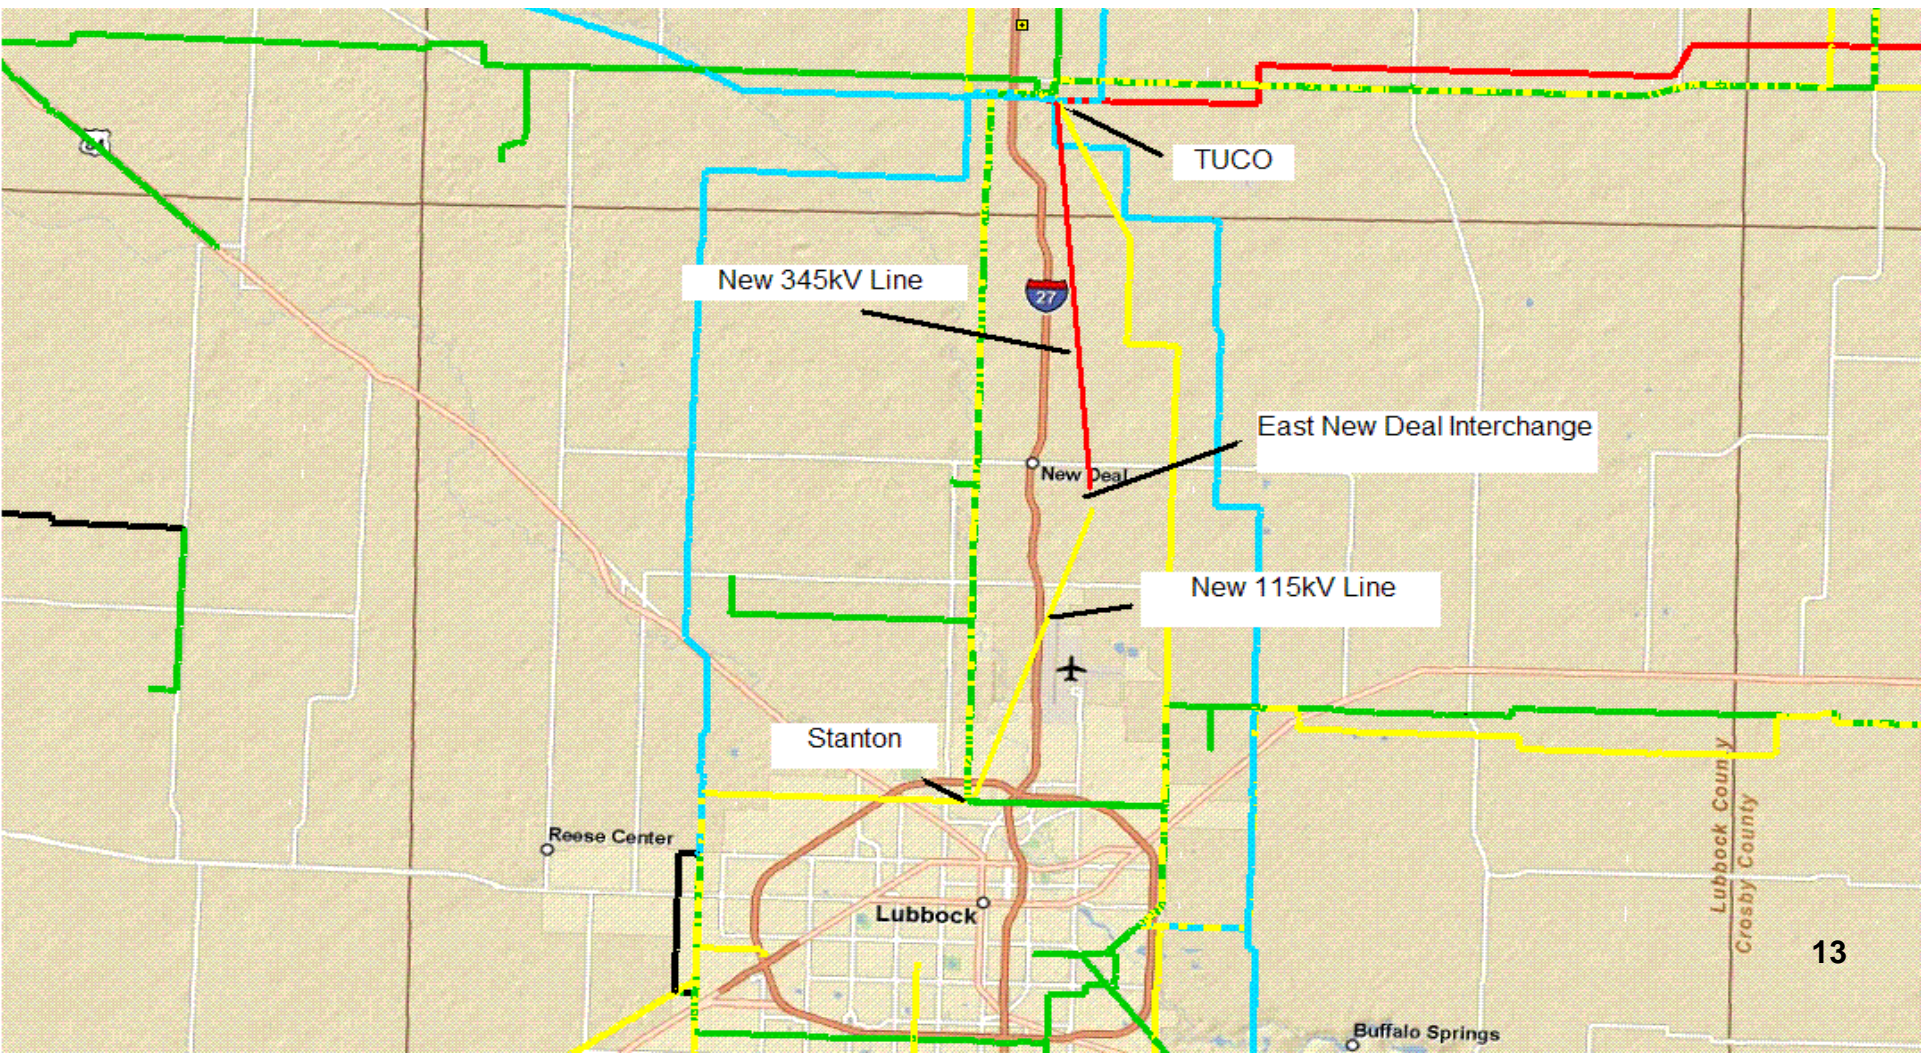 84
TUCO
New 345kV Line
27
East New Deal Interchange
New Deal
New 115kV Line
Stanton
Reese Center
Lubbock
Lubbock County
Crosby County
13
Buffalo Springs